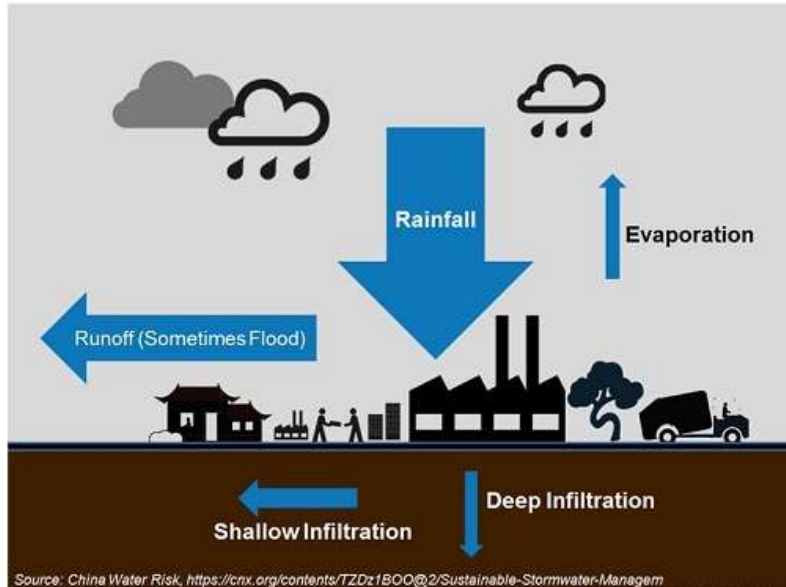 Rainfall
Evaporation
Runoff (Sometimes Flood)
Deep Infiltration
Shallow Infiltration
Source: China Water Risk, https://cnx.org/contents/TZDz1BOO@2/Sustainable-Stormwater-Managem